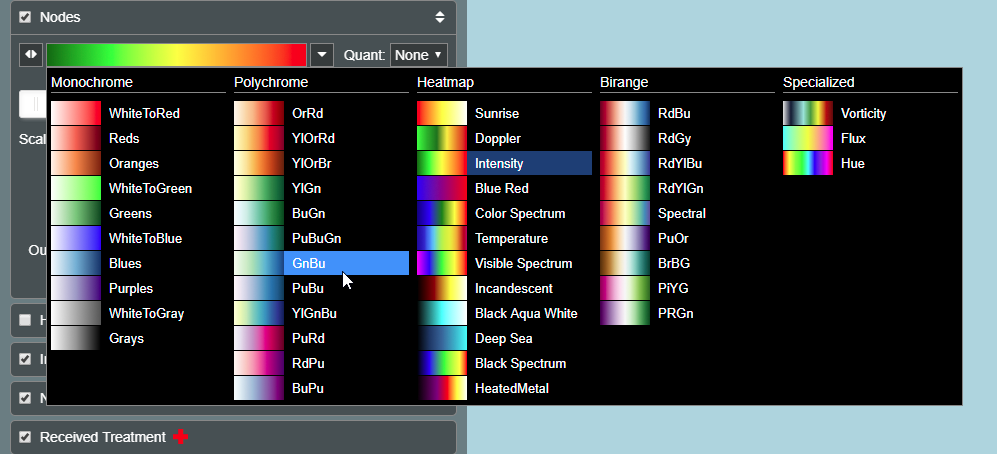 Nodes
Quant: None
Monochrome
WhiteToRed
Reds
Oranges
WhiteToGreen
Greens
WhiteToBlue
Blues
Purples
WhiteToGray
Grays
Polychrome
OrRd
YlOrRd
YlOrBr
YlGn
BuGn
PuBuGn
GnBu
PuBu
YlGnBu
PuRd
RdPu
BuPu
Heatmap
Sunrise
Doppler
Intensity
Blue Red
Color Spectrum
Temperature
Visible Spectrum
Incandescent
Black Aqua White
Deep Sea
Black Spectrum
HeatedMetal
Birange
RdBu
RdGy
RdYlBu
RdYlGn
Spectral
PuOr
BrBG
PiYG
PRGn
Specialized
Vorticity
Flux
Hue
Scal
Ou
H
In
N
Received Treatment